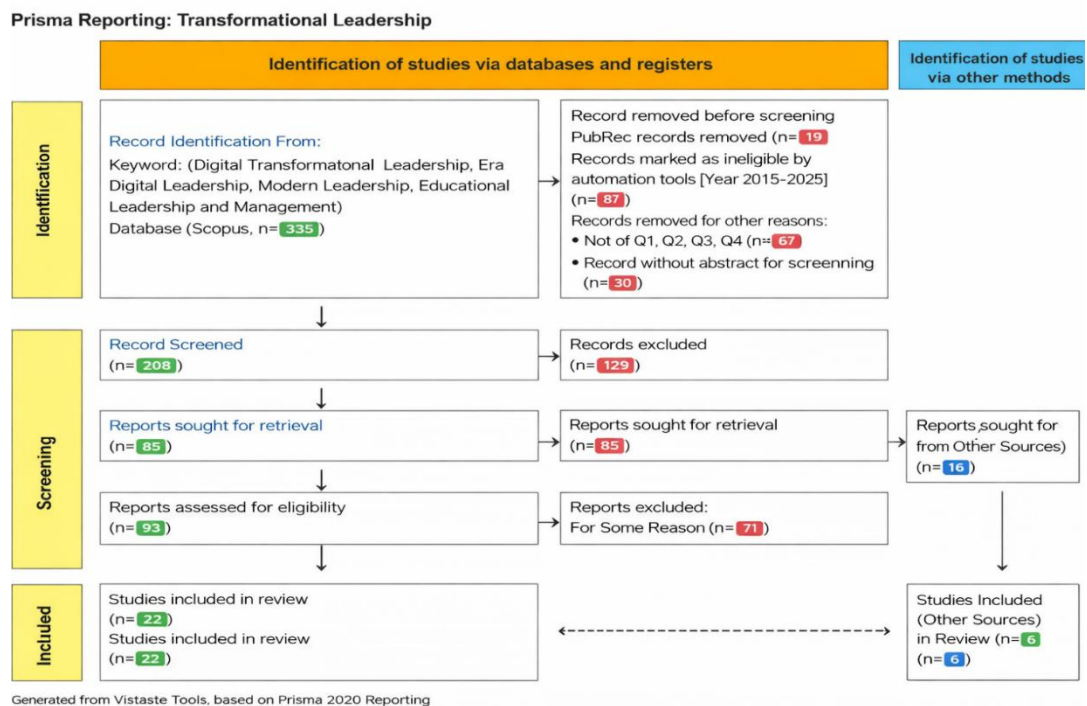 Prisma Reporting: Transformational Leadership
Identification of studies via databases and registers
Identification of studies
via other methods
Identification
Record Identification From:
Keyword: (Digital Transformatonal Leadership, Era
Digital Leadership, Modern Leadership, Educational
Leadership and Management)
Database (Scopus, n= 335)
Record removed before screening
PubRec records removed (n= 19
Records marked as ineligible by
automation tools [Year 2015-2025]
(n= 87)
Records removed for other reasons:
• Not of Q1, Q2, Q3, Q4 (n= 67
• Record without abstract for screenning
(n= 30)
Screening
Record Screened
(n= 208)
Records excluded
(n= 129)
Reports sought for retrieval
(n= 85)
Reports sought for retrieval
(n= 85)
Reports sought for
from Other Sources)
(n= 16)
Reports assessed for eligibility
(n= 93)
Reports excluded:
For Some Reason (n= 71)
Included
Studies included in review
(n= 22)
Studies included in review
(n= 22)
Studies Included
(Other Sources)
in Review (n= 6
(n= 6)
Generated from Vistaste Tools, based on Prisma 2020 Reporting